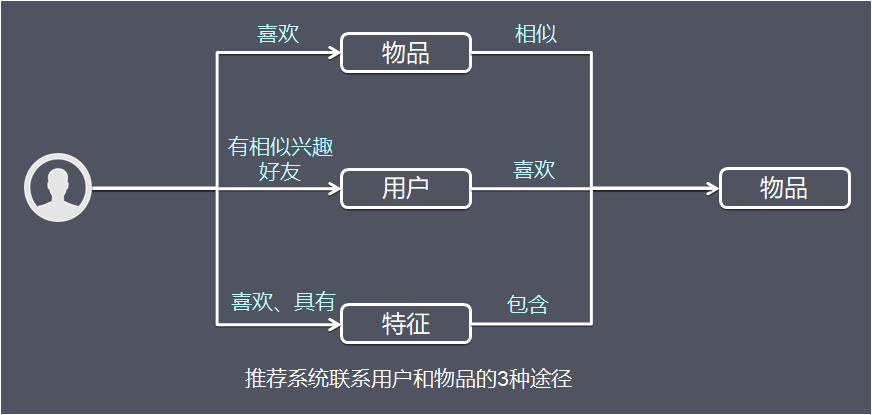 喜欢
物品
相似
有相似兴趣
好友
用户
喜欢
物品
喜欢、具有
特征
包含
推荐系统联系用户和物品的3种途径